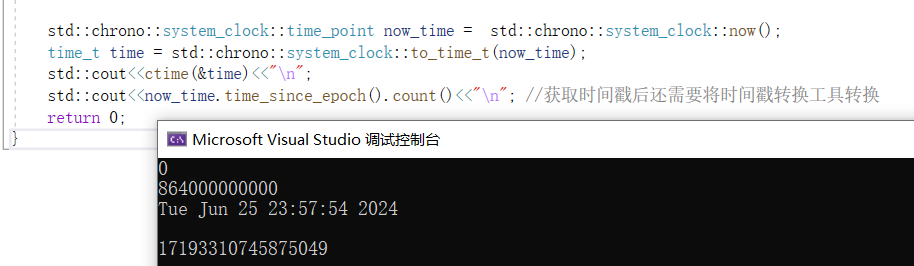 std::chrono::system_clock::time_point now_time =  std::chrono::system_clock::now();
time_t time = std::chrono::system_clock::to_time_t(now_time);
std::cout<<ctime(&time)<<"\n";
std::cout<<now_time.time_since_epoch().count()<<"\n"; //获取时间戳后还需要将时间戳转换工具转换
return 0;
}
C:\ Microsoft Visual Studio 调试控制台
0
864000000000
Tue Jun 25 23:57:54 2024
17193310745875049